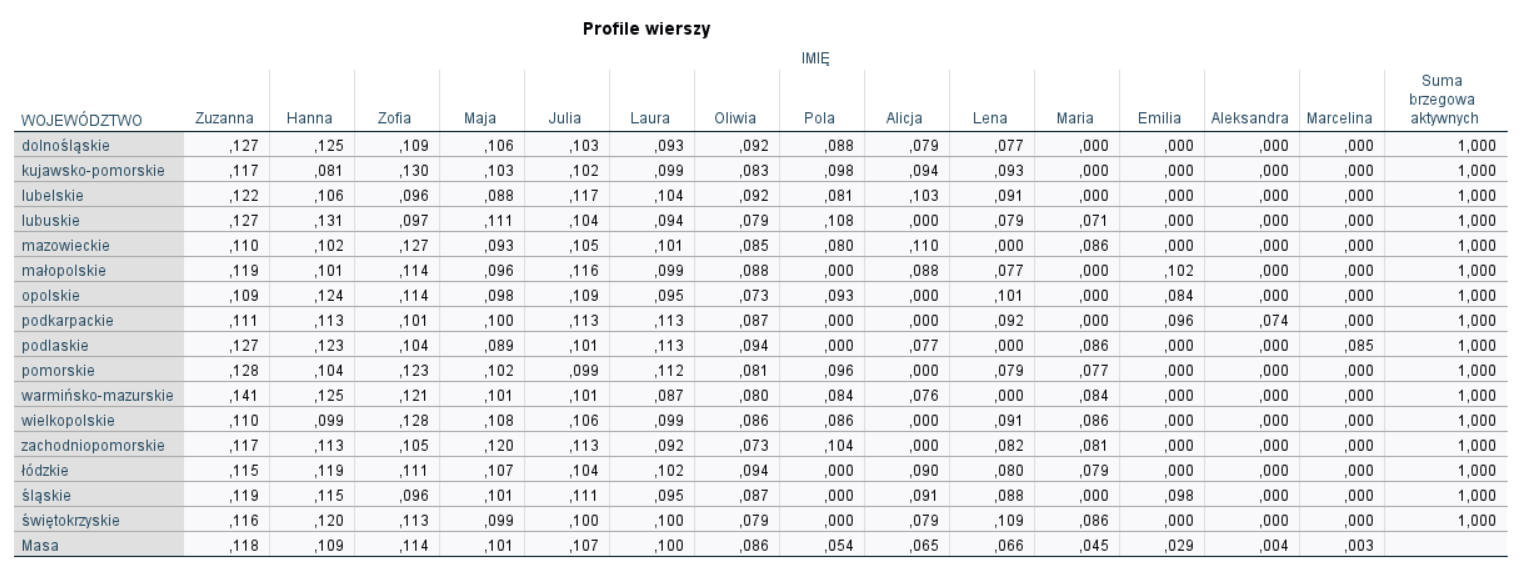 Profile wierszy
IMIĘ
WOJEWÓDZTWO Zuzanna Hanna Zofia Maja Julia Laura Oliwia Pola Alicja Lena Maria Emilia Aleksandra Marcelina Suma brzegowa aktywnych
dolnośląskie ,127 ,125 ,109 ,106 ,103 ,093 ,092 ,088 ,079 ,077 ,000 ,000 ,000 ,000 1,000
kujawsko-pomorskie ,117 ,081 ,130 ,103 ,102 ,099 ,083 ,098 ,094 ,093 ,000 ,000 ,000 ,000 1,000
lubelskie ,122 ,106 ,096 ,088 ,117 ,104 ,092 ,081 ,103 ,091 ,000 ,000 ,000 ,000 1,000
lubuskie ,127 ,131 ,097 ,111 ,104 ,094 ,079 ,108 ,000 ,079 ,071 ,000 ,000 ,000 1,000
mazowieckie ,110 ,102 ,127 ,093 ,105 ,101 ,085 ,080 ,110 ,000 ,086 ,000 ,000 ,000 1,000
małopolskie ,119 ,101 ,114 ,096 ,116 ,099 ,088 ,000 ,088 ,077 ,000 ,102 ,000 ,000 1,000
opolskie ,109 ,124 ,114 ,098 ,109 ,095 ,073 ,093 ,000 ,101 ,000 ,084 ,000 ,000 1,000
podkarpackie ,111 ,113 ,101 ,100 ,113 ,113 ,087 ,000 ,000 ,092 ,000 ,096 ,074 ,000 1,000
podlaskie ,127 ,123 ,104 ,089 ,101 ,113 ,094 ,000 ,077 ,000 ,086 ,000 ,000 ,085 1,000
pomorskie ,128 ,104 ,123 ,102 ,099 ,112 ,081 ,096 ,000 ,079 ,077 ,000 ,000 ,000 1,000
warmińsko-mazurskie ,141 ,125 ,121 ,101 ,101 ,087 ,080 ,084 ,076 ,000 ,084 ,000 ,000 ,000 1,000
wielkopolskie ,110 ,099 ,128 ,108 ,106 ,099 ,086 ,086 ,000 ,091 ,086 ,000 ,000 ,000 1,000
zachodniopomorskie ,117 ,113 ,105 ,120 ,113 ,092 ,073 ,104 ,000 ,082 ,081 ,000 ,000 ,000 1,000
łódzkie ,115 ,119 ,111 ,107 ,104 ,102 ,094 ,000 ,090 ,080 ,079 ,000 ,000 ,000 1,000
śląskie ,119 ,115 ,096 ,101 ,111 ,095 ,087 ,000 ,091 ,088 ,000 ,098 ,000 ,000 1,000
świętokrzyskie ,116 ,120 ,113 ,099 ,100 ,100 ,079 ,000 ,079 ,109 ,086 ,000 ,000 ,000 1,000
Masa ,118 ,109 ,114 ,101 ,107 ,100 ,086 ,054 ,065 ,066 ,045 ,029 ,004 ,003